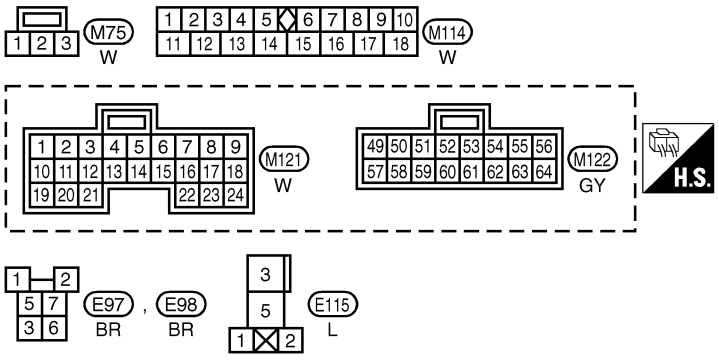 1 2 3 M75
W
1 2 3 4 5 6 7 8 9 10
11 12 13 14 15 16 17 18
M114
W
1 2 3 4 5 6 7 8 9
10 11 12 13 14 15 16 17 18
19 20 21 22 23 24
M121
W
49 50 51 52 53 54 55 56
57 58 59 60 61 62 63 64
M122
GY
H.S.
1 2
5 7
3 6
E97 , E98
BR BR
3
5
1 2
E115
L